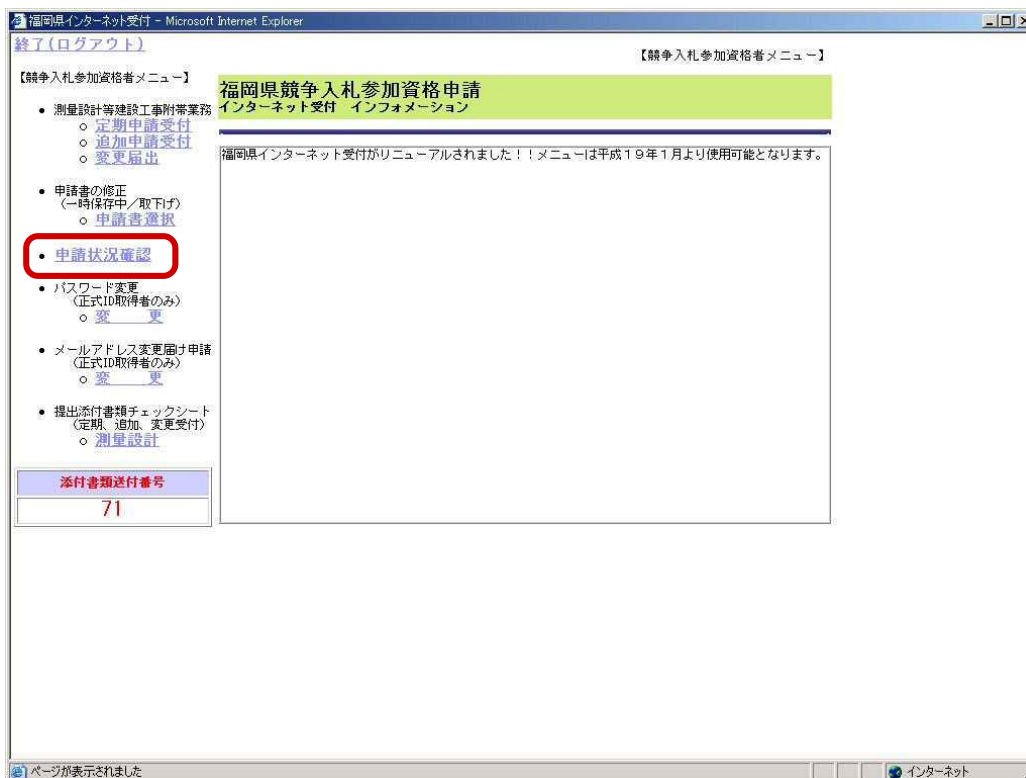 福岡県インターネット受付 - Microsoft Internet Explorer
終了(ログアウト)
【競争入札参加資格者メニュー】
【競争入札参加資格者メニュー】
福岡県競争入札参加資格申請
インターネット受付 インフォメーション
測量設計等建設工事附帯業務
定期申請受付
追加申請受付
変更届出
福岡県インターネット受付がリニューアルされました！！メニューは平成１９年１月より使用可能となります。
申請書の修正
(一時保存中／取下げ)
申請書選択
申請状況確認
パスワード変更
(正式ID取得者のみ)
変　　更
メールアドレス変更届け申請
(正式ID取得者のみ)
変　　更
提出添付書類チェックシート
(定期、追加、変更受付)
測量設計
添付書類送付番号
71
ページが表示されました
インターネット